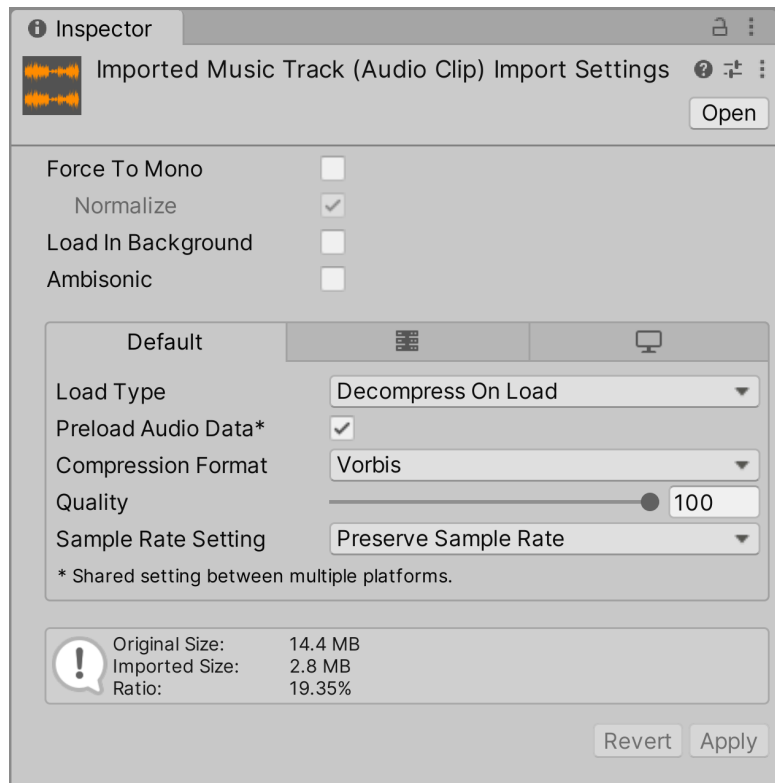 Inspector
Imported Music Track (Audio Clip) Import Settings
Open
Force To Mono
Normalize
Load In Background
Ambisonic
Default
Load Type Decompress On Load
Preload Audio Data*
Compression Format Vorbis
Quality 100
Sample Rate Setting Preserve Sample Rate
* Shared setting between multiple platforms.
Original Size: 14.4 MB
Imported Size: 2.8 MB
Ratio: 19.35%
Revert Apply